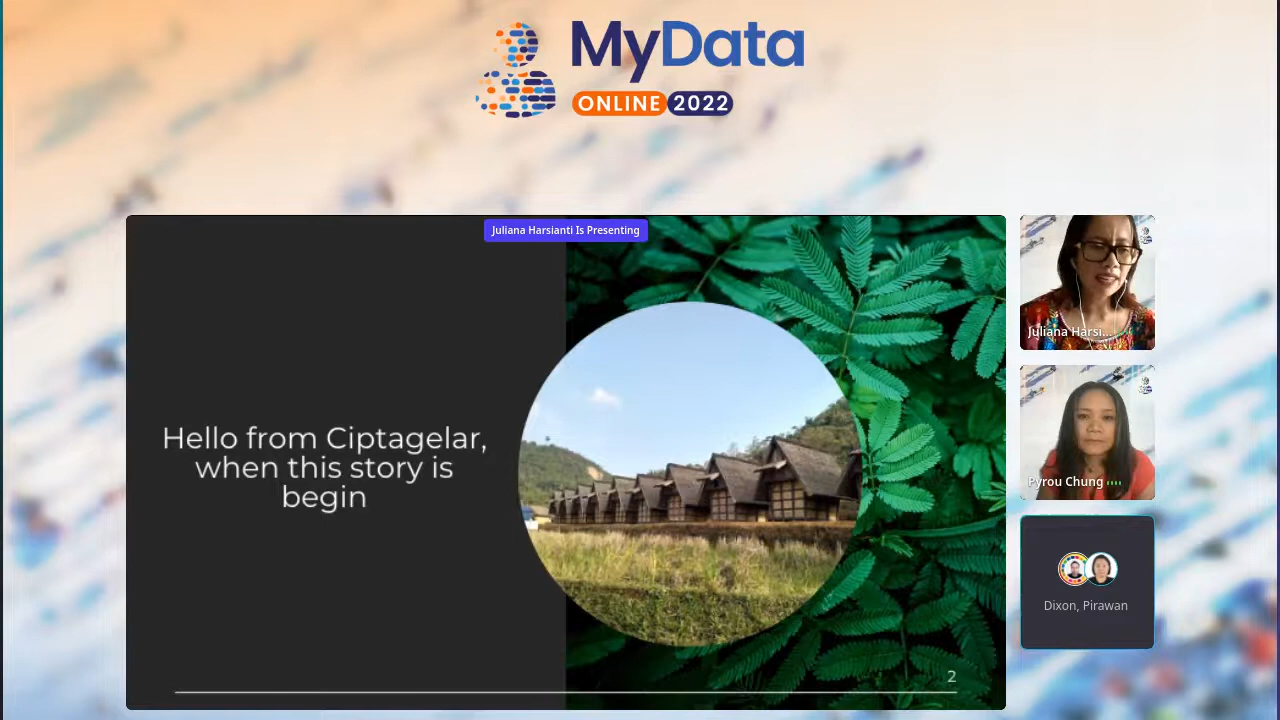 MyData
ONLINE 2022
Juliana Harsianti Is Presenting
Hello from Ciptagelar,
when this story is
begin
2
Juliana Harsi...
Pyrou Chung
Dixon, Pirawan